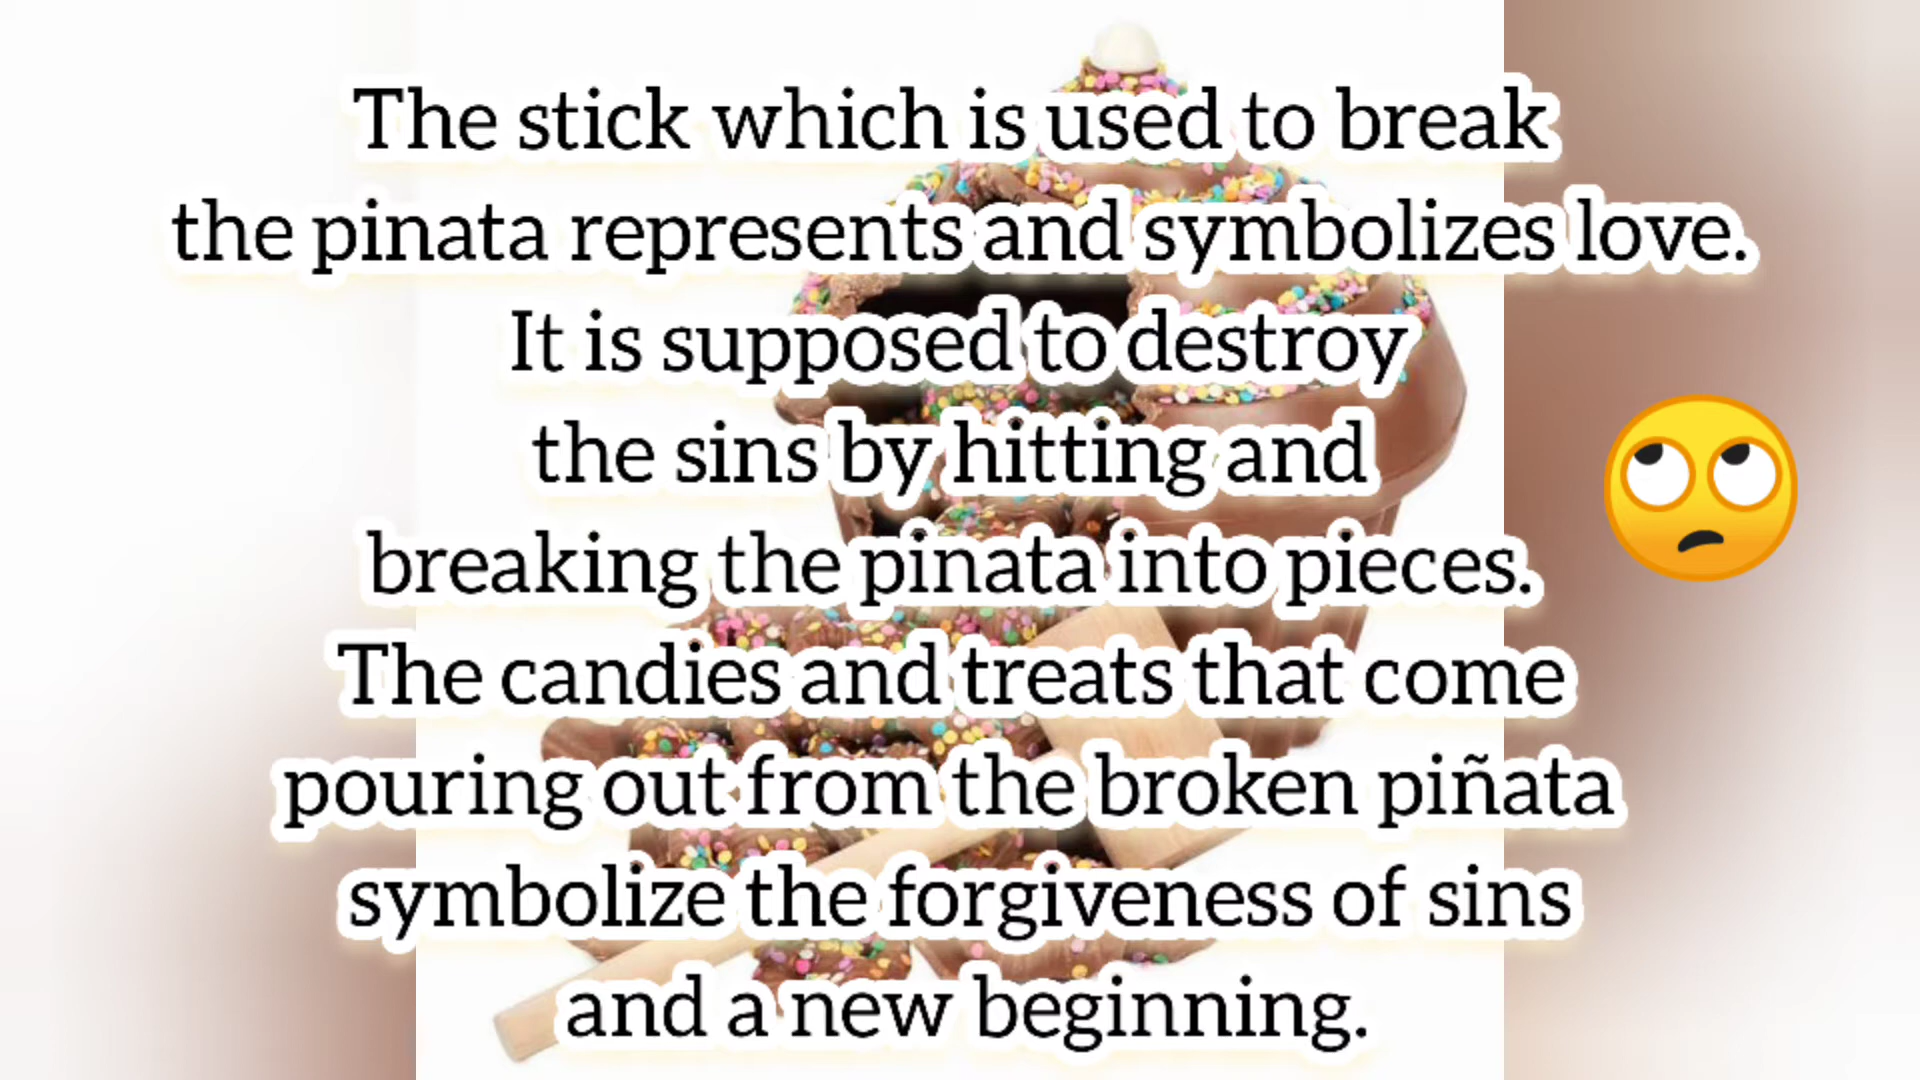 The stick which is used to break
the pinata represents and symbolizes love.
It is supposed to destroy
the sins by hitting and
breaking the pinata into pieces.
The candies and treats that come
pouring out from the broken piñata
symbolize the forgiveness of sins
and a new beginning.